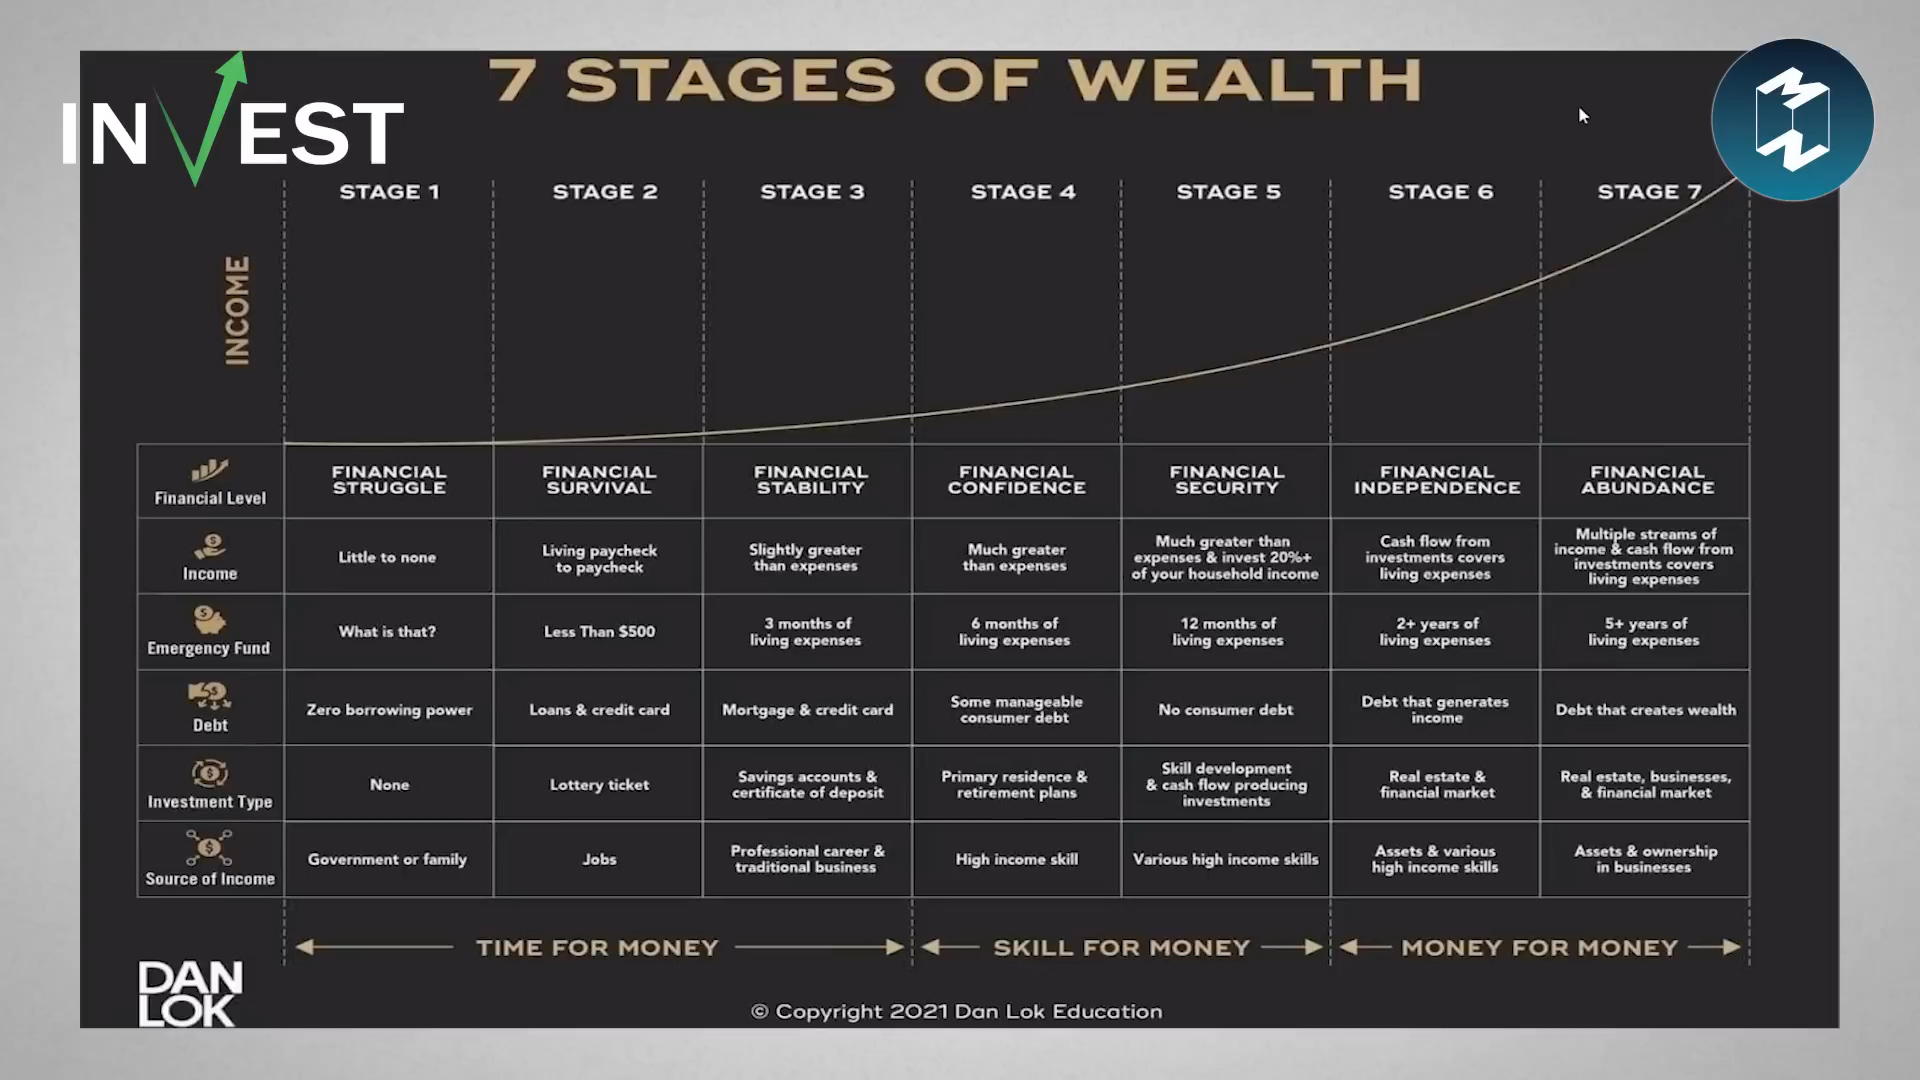 7 STAGES OF WEALTH
INVEST
STAGE 1
STAGE 2
STAGE 3
STAGE 4
STAGE 5
STAGE 6
STAGE 7
INCOME
Financial Level
FINANCIAL
STRUGGLE
FINANCIAL
SURVIVAL
FINANCIAL
STABILITY
FINANCIAL
CONFIDENCE
FINANCIAL
SECURITY
FINANCIAL
INDEPENDENCE
FINANCIAL
ABUNDANCE
Income
Little to none
Living paycheck
to paycheck
Slightly greater
than expenses
Much greater
than expenses
Much greater than
expenses & invest 20%+
of your household income
Cash flow from
investments covers
living expenses
Multiple streams of
income & cash flow from
investments covers
living expenses
Emergency Fund
What is that?
Less Than $500
3 months of
living expenses
6 months of
living expenses
12 months of
living expenses
2+ years of
living expenses
5+ years of
living expenses
Debt
Zero borrowing power
Loans & credit card
Mortgage & credit card
Some manageable
consumer debt
No consumer debt
Debt that generates
income
Debt that creates wealth
Investment Type
None
Lottery ticket
Savings accounts &
certificate of deposit
Primary residence &
retirement plans
Skill development
& cash flow producing
investments
Real estate &
financial market
Real estate, businesses,
& financial market
Source of Income
Government or family
Jobs
Professional career &
traditional business
High income skill
Various high income skills
Assets & various
high income skills
Assets & ownership
in businesses
TIME FOR MONEY
SKILL FOR MONEY
MONEY FOR MONEY
DAN
LOK
© Copyright 2021 Dan Lok Education